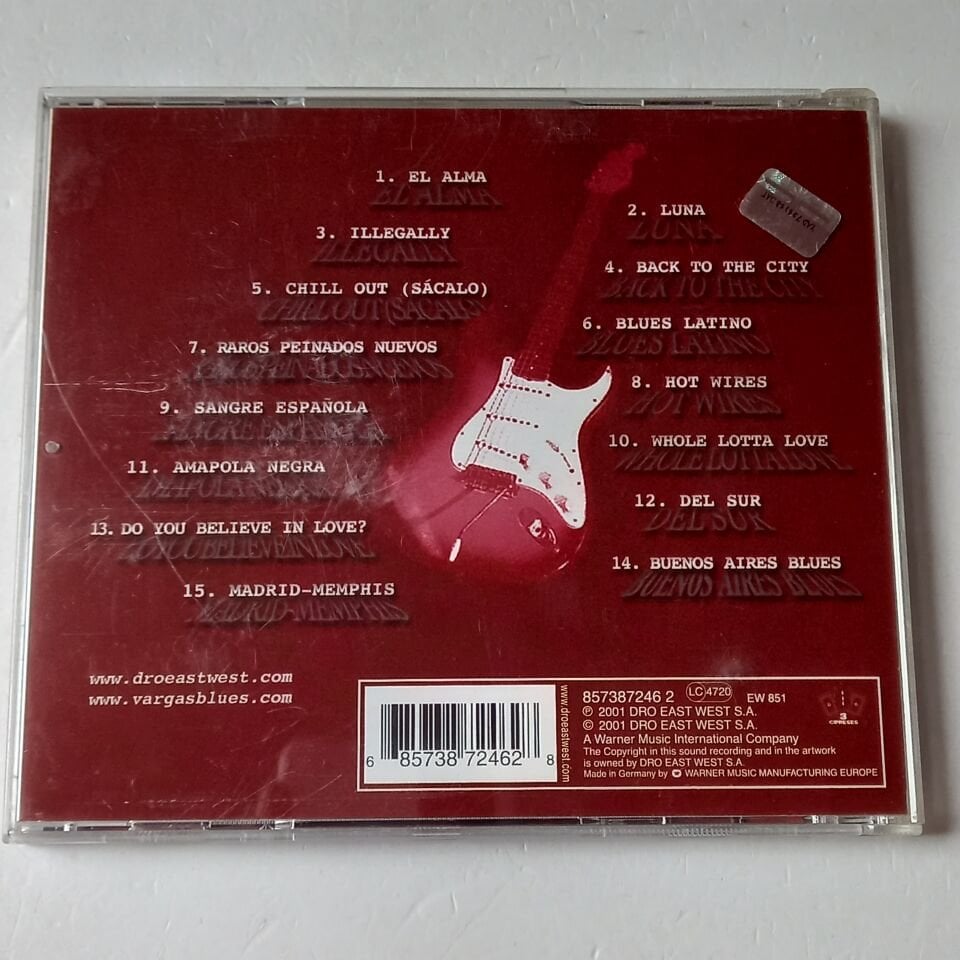 1. EL ALMA
2. LUNA
3. ILLEGALLY
4. BACK TO THE CITY
5. CHILL OUT (SÁCALO)
6. BLUES LATINO
7. RAROS PEÍNADOS NUEVOS
8. HOT WIRES
9. SANGRE ESPAÑOLA
10. WHOLE LOTTA LOVE
11. AMAPOLA NEGRA
12. DEL SUR
13. DO YOU BELIEVE IN LOVE?
14. BUENOS AIRES BLUES
15. MADRID-MEMPHIS
www.droeastwest.com
www.vargasblues.com
6 85738 72462 8
www.droeastwest.com
857387246 2 LC 4720 EW 851
℗ 2001 DRO EAST WEST S.A.
© 2001 DRO EAST WEST S.A.
A Warner Music International Company
The Copyright in this sound recording and in the artwork
is owned by DRO EAST WEST S.A.
Made in Germany by WARNER MUSIC MANUFACTURING EUROPE
3
CIPRESES